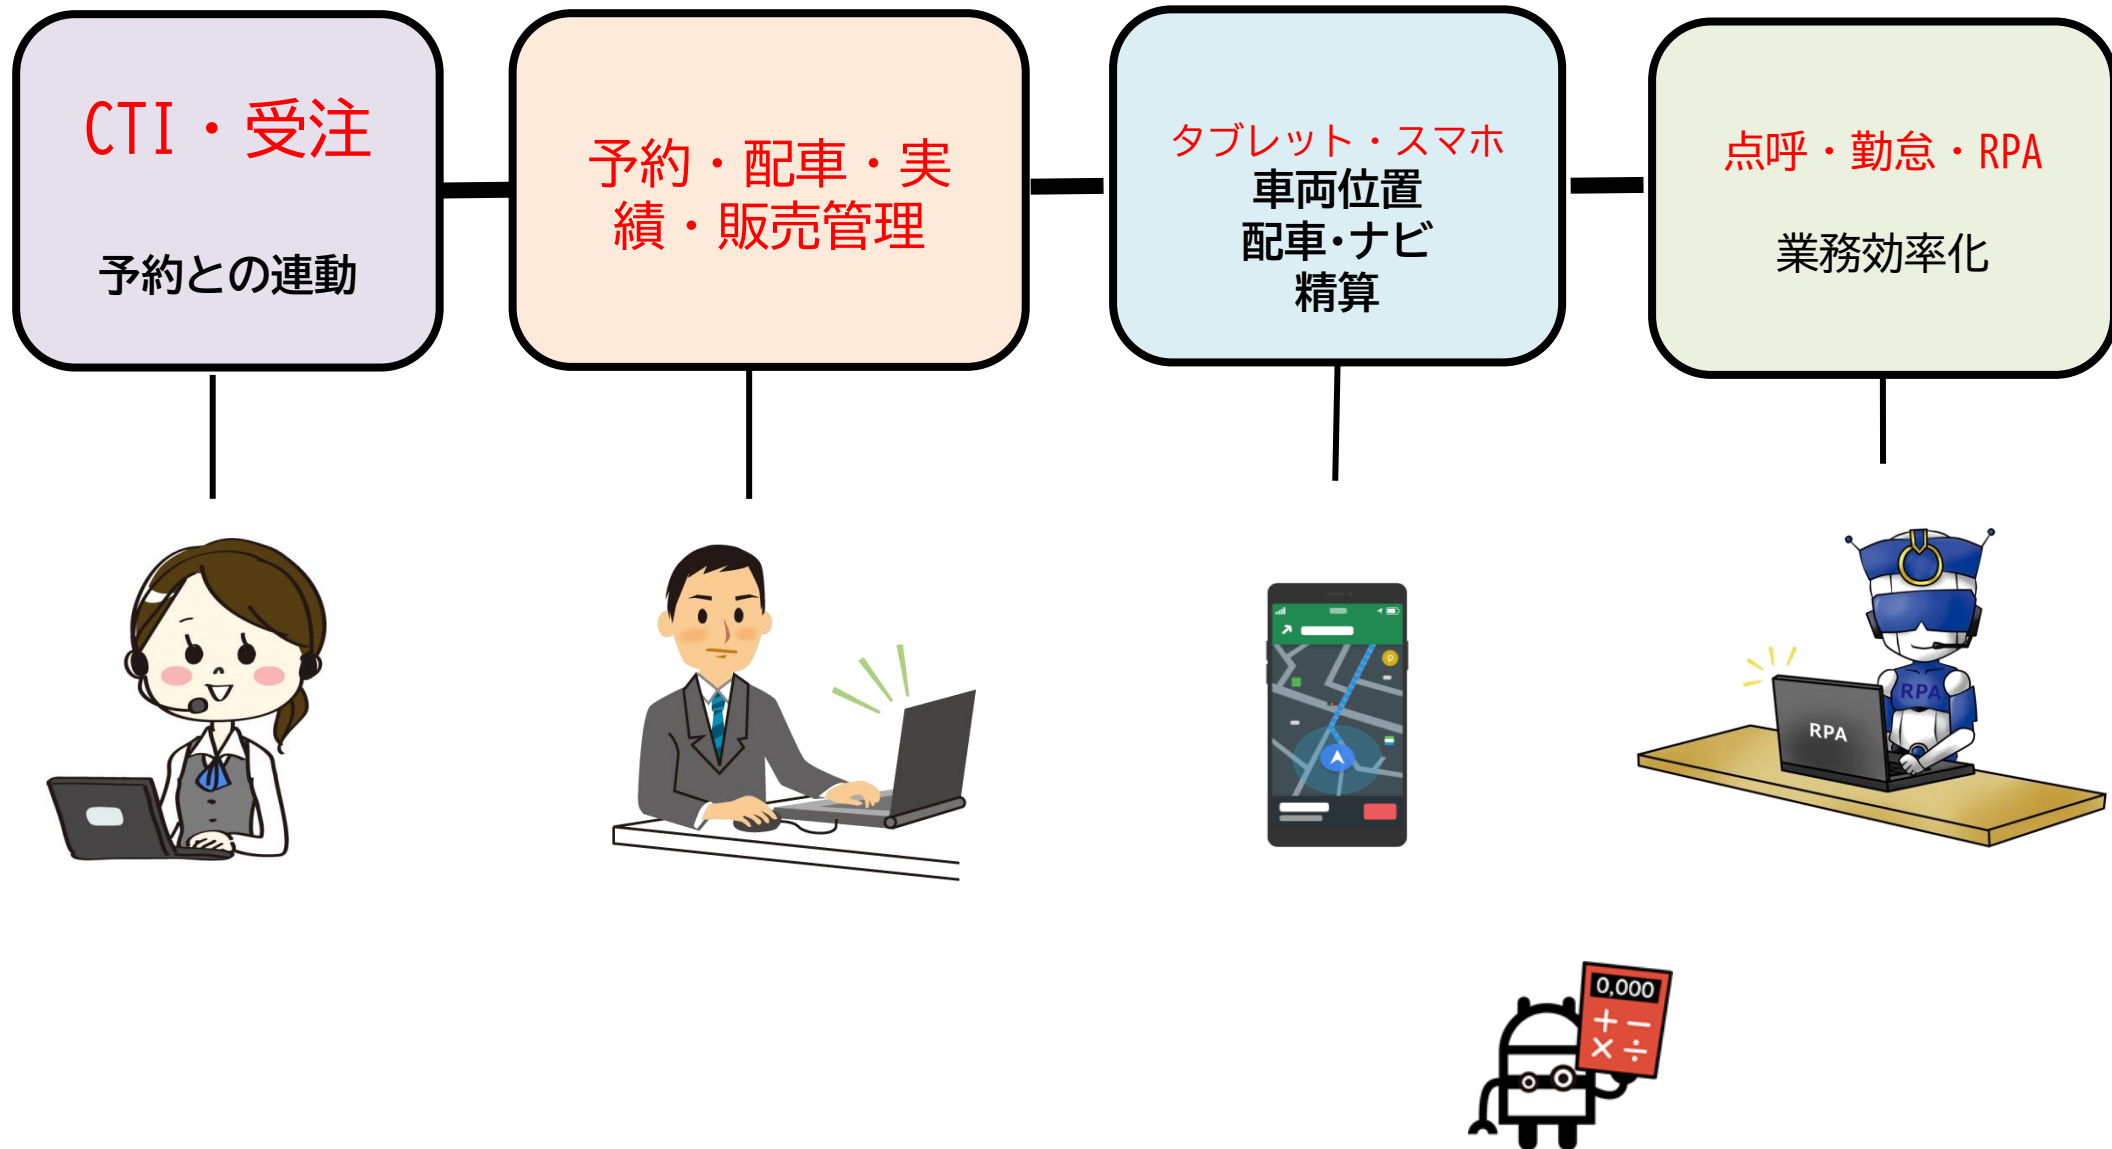 CTI・受注
予約との連動
予約・配車・実
績・販売管理
タブレット・スマホ
車両位置
配車・ナビ
精算
点呼・勤怠・RPA
業務効率化
RPA
RPA
0,000
+ −
× ÷